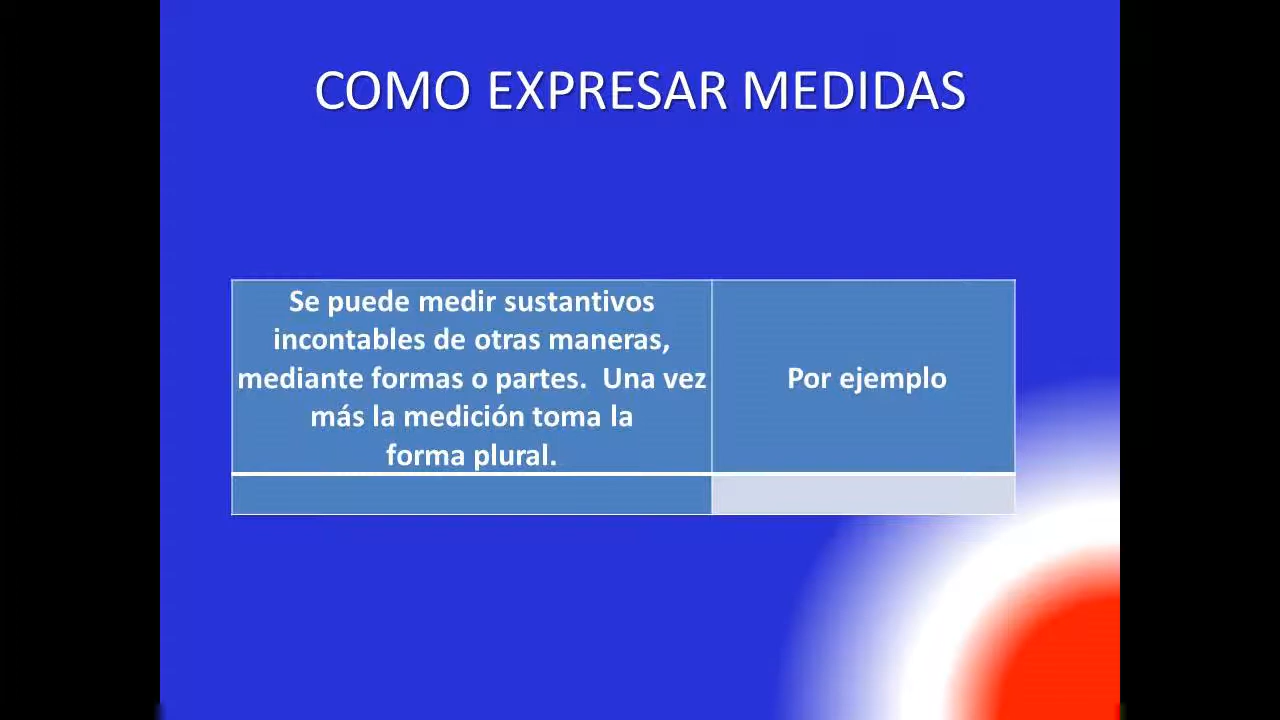 COMO EXPRESAR MEDIDAS
Se puede medir sustantivos
incontables de otras maneras,
mediante formas o partes.  Una vez
más la medición toma la
forma plural.
Por ejemplo